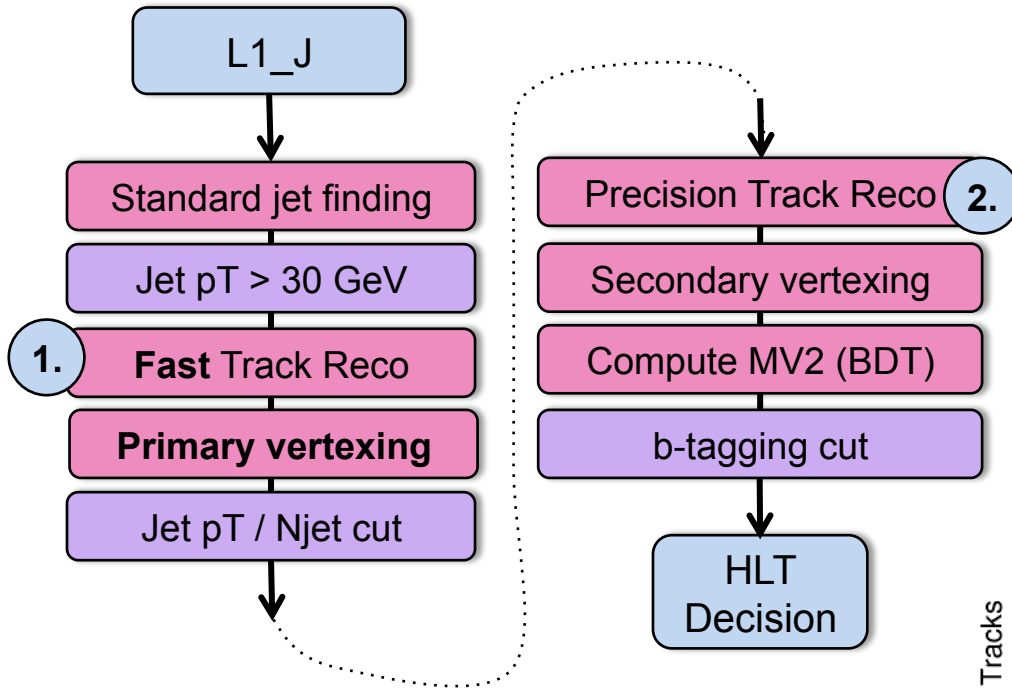 L1_J
Standard jet finding
Jet pT > 30 GeV
1.
Fast Track Reco
Primary vertexing
Jet pT / Njet cut
Precision Track Reco
2.
Secondary vertexing
Compute MV2 (BDT)
b-tagging cut
HLT
Decision
Tracks